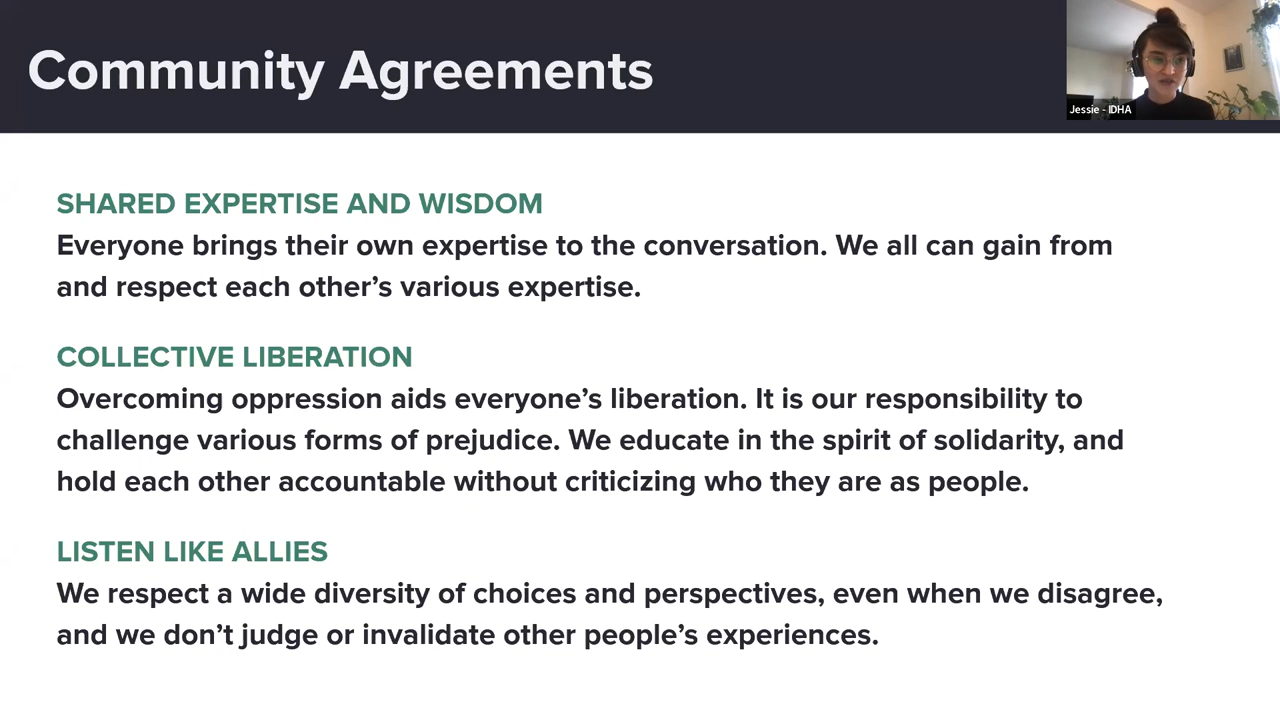 Community Agreements
Jessie - IDHA
SHARED EXPERTISE AND WISDOM
Everyone brings their own expertise to the conversation. We all can gain from
and respect each other’s various expertise.
COLLECTIVE LIBERATION
Overcoming oppression aids everyone’s liberation. It is our responsibility to
challenge various forms of prejudice. We educate in the spirit of solidarity, and
hold each other accountable without criticizing who they are as people.
LISTEN LIKE ALLIES
We respect a wide diversity of choices and perspectives, even when we disagree,
and we don’t judge or invalidate other people’s experiences.